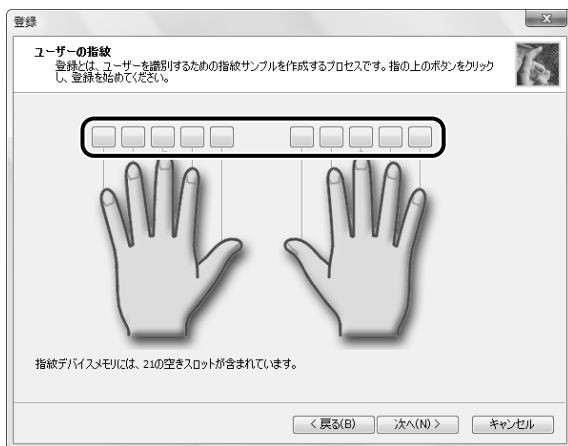 登録
ユーザーの指紋
登録とは、ユーザーを識別するための指紋サンプルを作成するプロセスです。指の上のボタンをクリック
し、登録を始めてください。
指紋デバイスメモリには、21の空きスロットが含まれています。
< 戻る(B) 次へ(N) > キャンセル